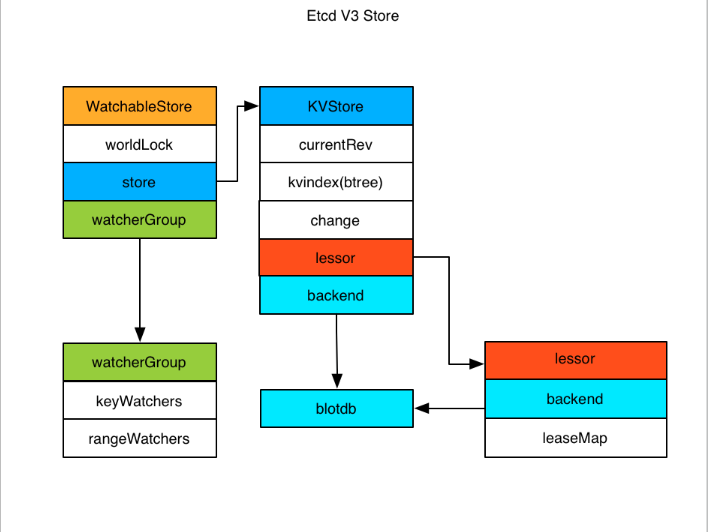 Etcd V3 Store
WatchableStore
worldLock
store
watcherGroup
KVStore
currentRev
kvindex(btree)
change
lessor
backend
watcherGroup
keyWatchers
rangeWatchers
blotdb
lessor
backend
leaseMap